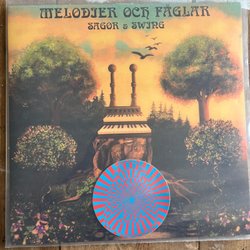 MELODIER OCH FÅGLAR
SAGOR & SWING